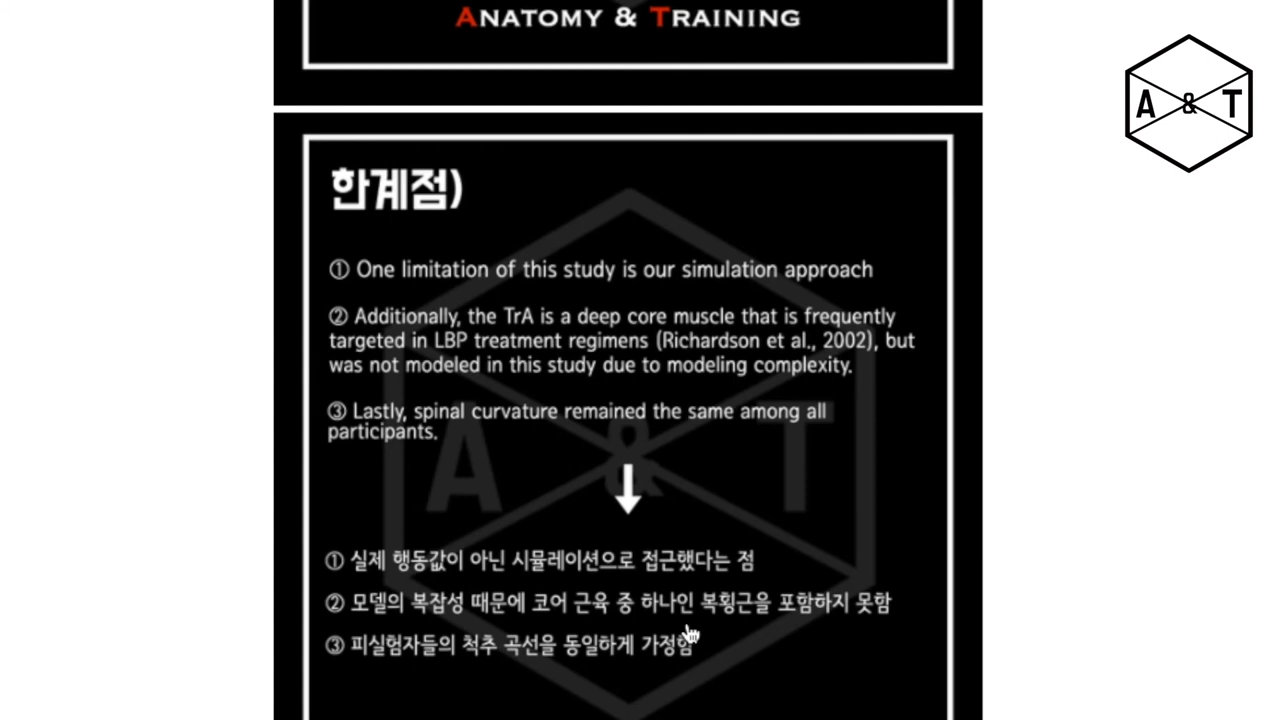 ANATOMY & TRAINING
A & T
한계점)
① One limitation of this study is our simulation approach
② Additionally, the TrA is a deep core muscle that is frequently
targeted in LBP treatment regimens (Richardson et al., 2002), but
was not modeled in this study due to modeling complexity.
③ Lastly, spinal curvature remained the same among all
participants.
A & T
① 실제 행동값이 아닌 시뮬레이션으로 접근했다는 점
② 모델의 복잡성 때문에 코어 근육 중 하나인 복횡근을 포함하지 못함
③ 피실험자들의 척추 곡선을 동일하게 가정함